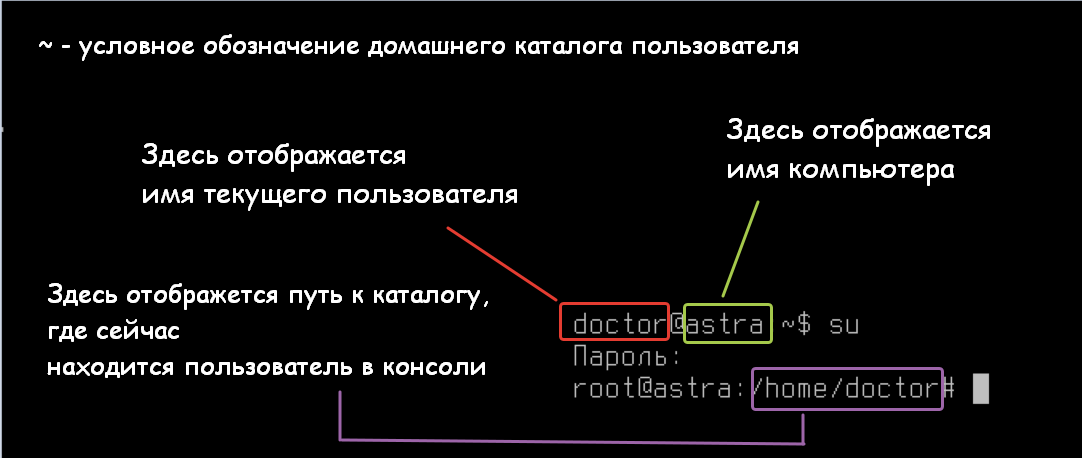 ~ - условное обозначение домашнего каталога пользователя
Здесь отображается
имя компьютера
Здесь отображается
имя текущего пользователя
Здесь отображется путь к каталогу,
где сейчас
находится пользователь в консоли
doctor@astra ~$ su
Пароль:
root@astra:/home/doctor#